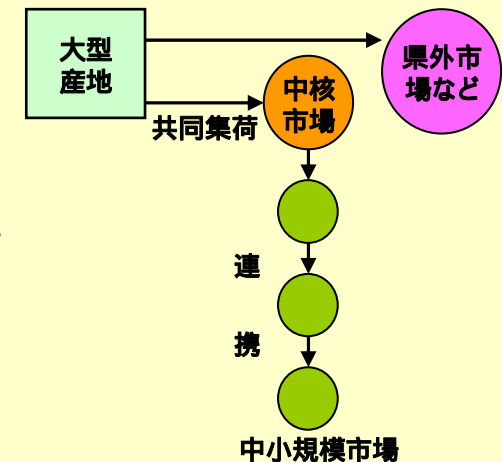 大型
産地
県外市
場など
中核
市場
共同集荷
連
携
中小規模市場